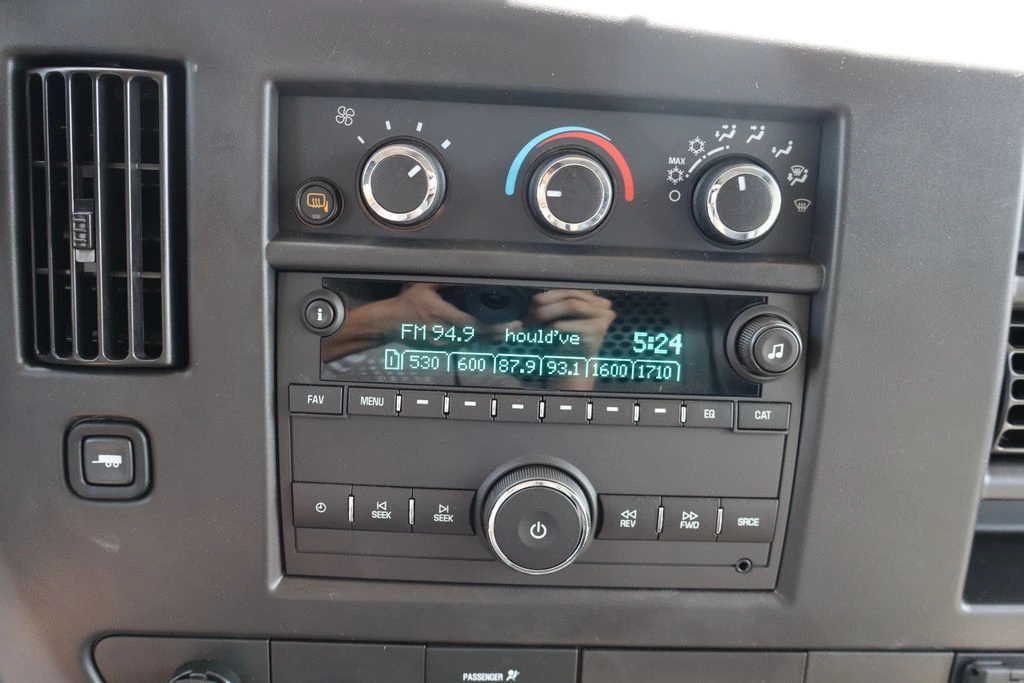 MAX
i
FM 94.9 hould've 5:24
1 530 600 87.9 93.1 1600 1710
FAV MENU EQ CAT
SEEK SEEK REV FWD SRCE
PASSENGER